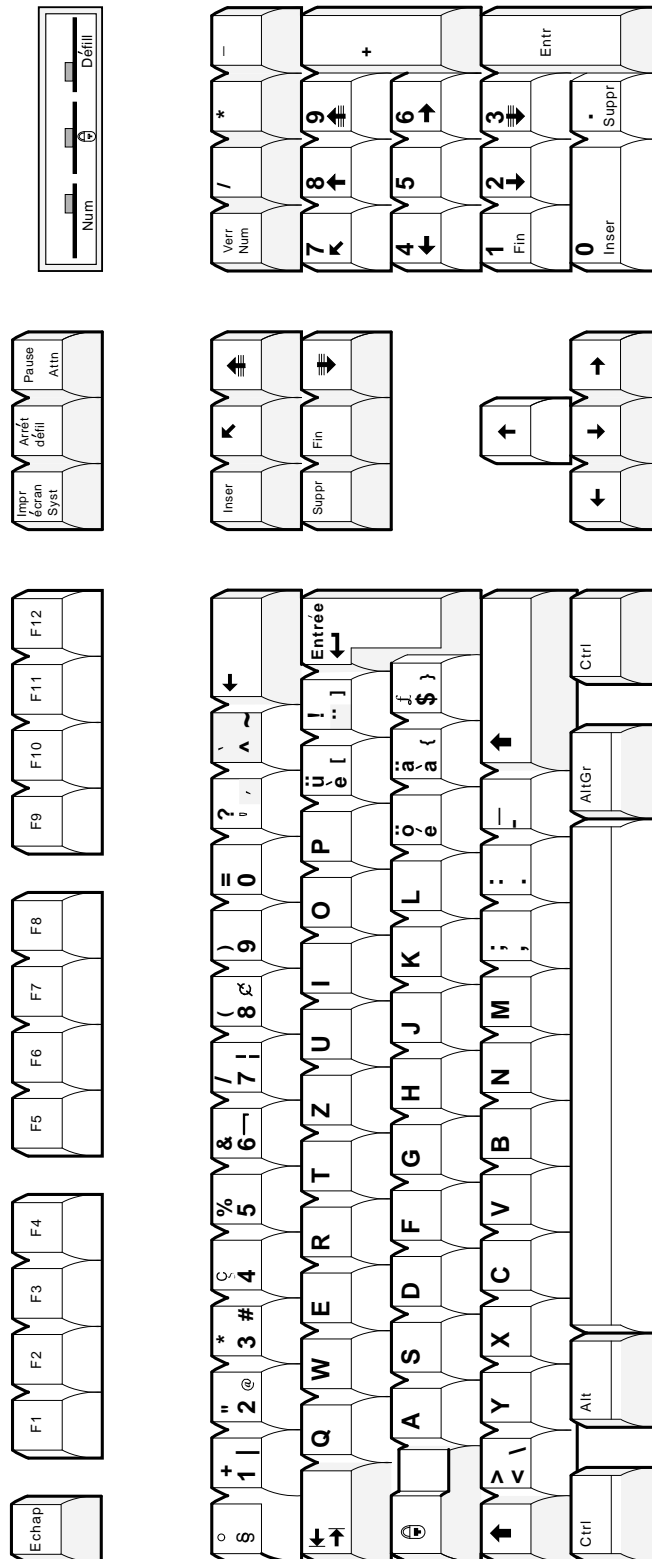 Echap F1 F2 F3 F4 F5 F6 F7 F8 F9 F10 F11 F12
Impr écran Syst
Arrêt défil
Pause Attn
Num Défill
° §
+ 1 |
" 2 @
* 3 #
ç 4
% 5
& 6 ¬
/ 7 ¦
( 8 ¢
) 9
= 0
? ' ´
` ^ ~
←
Inser
↖
Verr Num
/
*
–
Q W E R T Z U I O P
ü è [
! ¨ ]
Entrée
Suppr
Fin
7 ↖
8 ↑
9
+
A S D F G H J K L
ö é
ä à {
£ $ }
4 ←
5
6 →
> < \
Y X C V B N M
; ,
: .
_ -
↑
1 Fin
2 ↓
3
Entr
Ctrl Alt AltGr Ctrl
← ↓ →
0 Inser
. Suppr